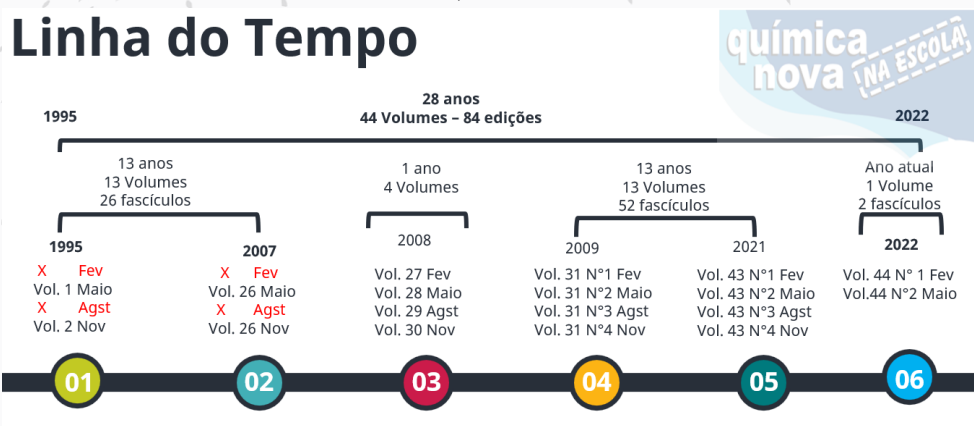 Linha do Tempo
química
nova
NA ESCOLA
28 anos
44 Volumes – 84 edições
1995
2022
13 anos
13 Volumes
26 fascículos
1 ano
4 Volumes
13 anos
13 Volumes
52 fascículos
Ano atual
1 Volume
2 fascículos
1995
X Fev
Vol. 1 Maio
X Agst
Vol. 2 Nov
2007
X Fev
Vol. 26 Maio
X Agst
Vol. 26 Nov
2008
Vol. 27 Fev
Vol. 28 Maio
Vol. 29 Agst
Vol. 30 Nov
2009
Vol. 31 N°1 Fev
Vol. 31 N°2 Maio
Vol. 31 N°3 Agst
Vol. 31 N°4 Nov
2021
Vol. 43 N°1 Fev
Vol. 43 N°2 Maio
Vol. 43 N°3 Agst
Vol. 43 N°4 Nov
2022
Vol. 44 N° 1 Fev
Vol.44 N°2 Maio
01
02
03
04
05
06